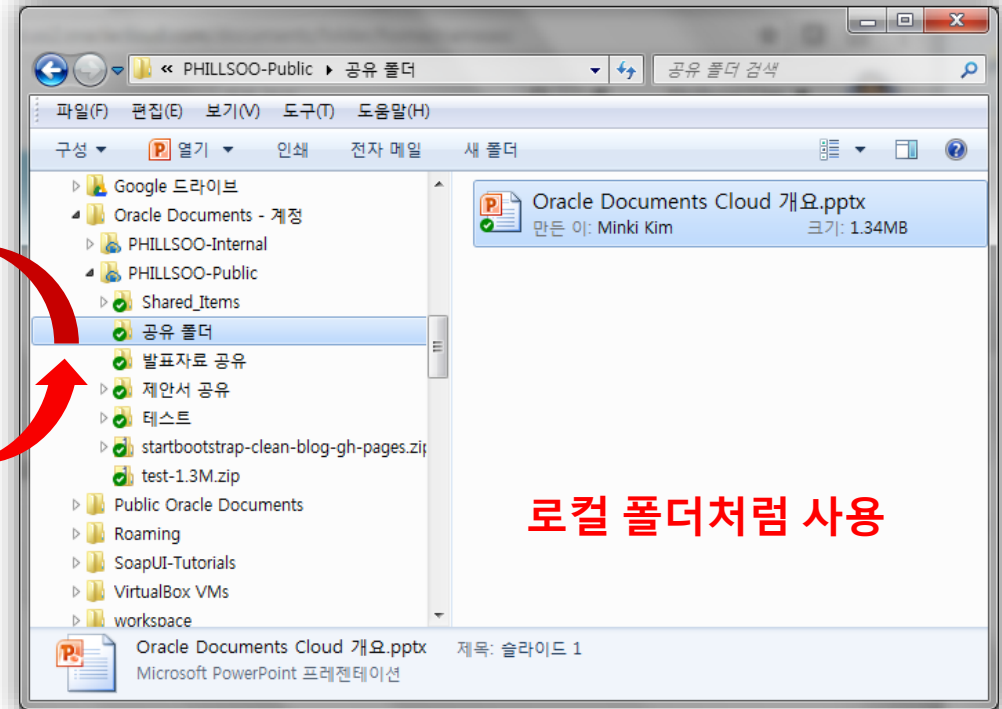 « PHILLSOO-Public ▸ 공유 폴더
공유 폴더 검색
파일(F) 편집(E) 보기(V) 도구(T) 도움말(H)
구성 열기 인쇄 전자 메일 새 폴더
Google 드라이브
Oracle Documents - 계정
PHILLSOO-Internal
PHILLSOO-Public
Shared_Items
공유 폴더
발표자료 공유
제안서 공유
테스트
startbootstrap-clean-blog-gh-pages.zip
test-1.3M.zip
Public Oracle Documents
Roaming
SoapUI-Tutorials
VirtualBox VMs
workspace
Oracle Documents Cloud 개요.pptx
만든 이: Minki Kim 크기: 1.34MB
로컬 폴더처럼 사용
Oracle Documents Cloud 개요.pptx 제목: 슬라이드 1
Microsoft PowerPoint 프레젠테이션